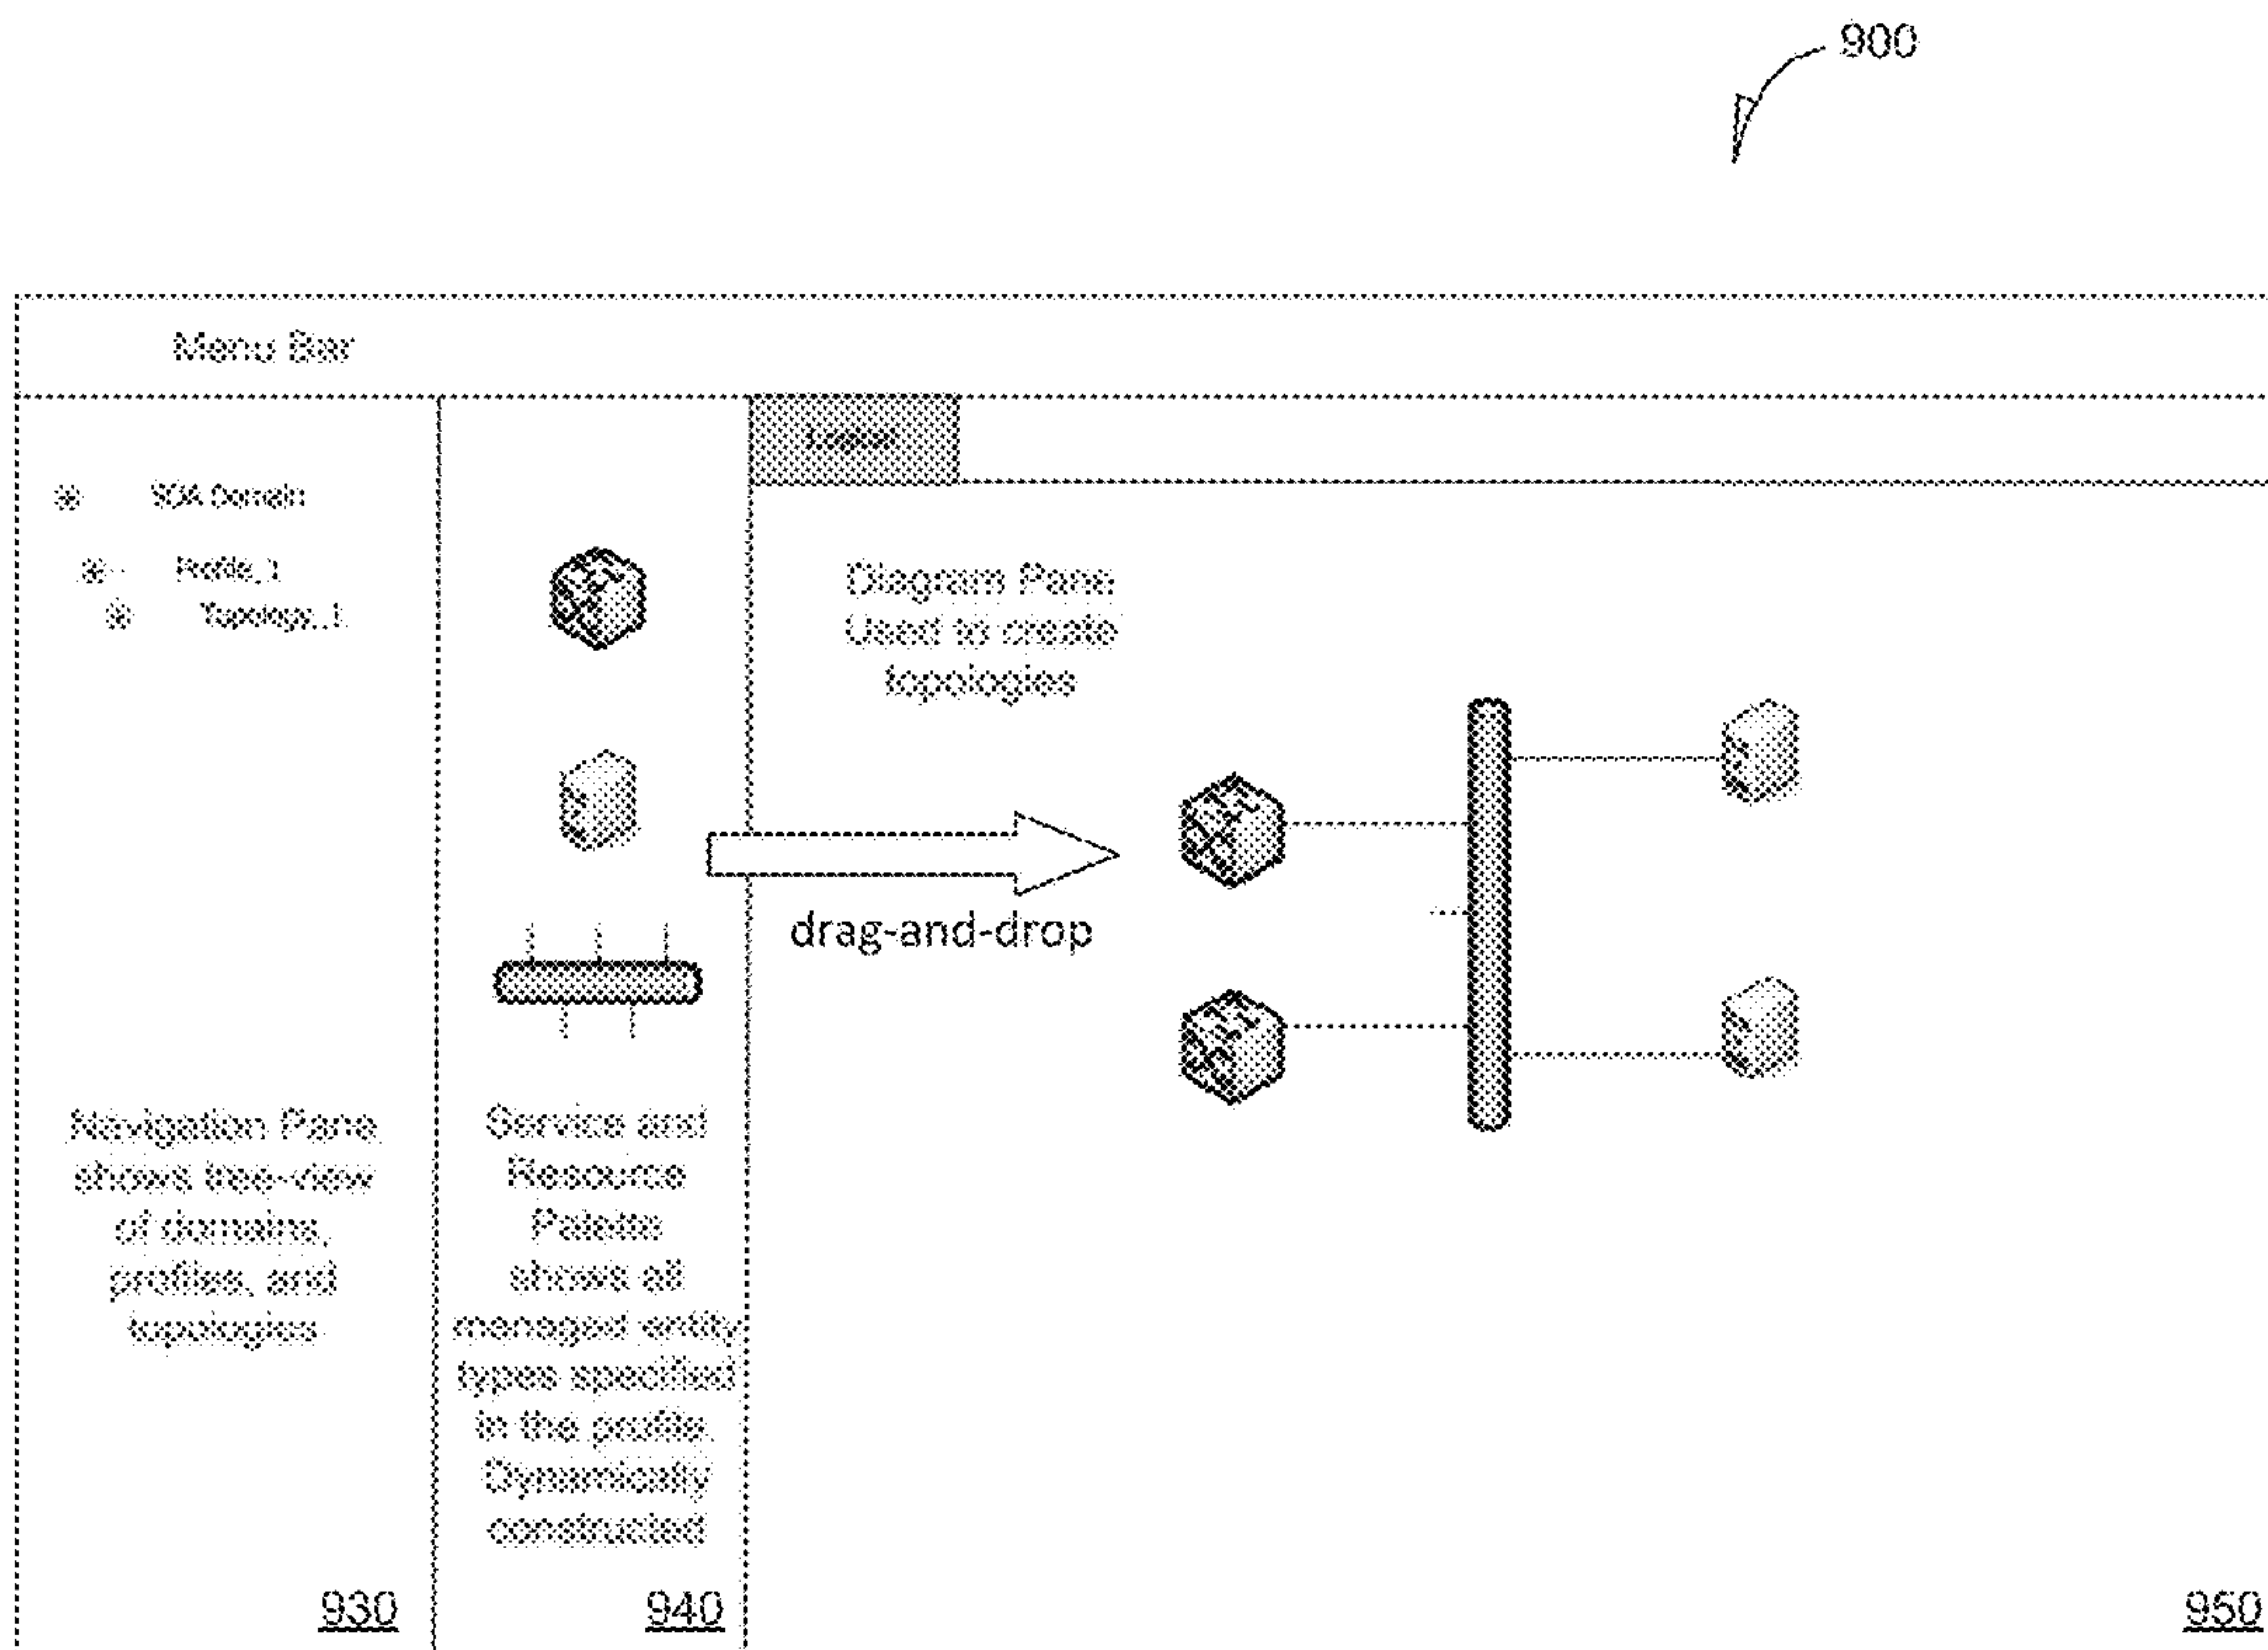 900
Menu Bar
SOA Domain
Profile_1
Topology_1
Diagram Pane
Used to create
topologies
drag-and-drop
Navigation Pane
shows tree-view
of domains,
profiles, and
topologies
Service and
Resource
Palette
shows all
managed entity
types specified
in the profile.
Dynamically
constructed
930
940
950